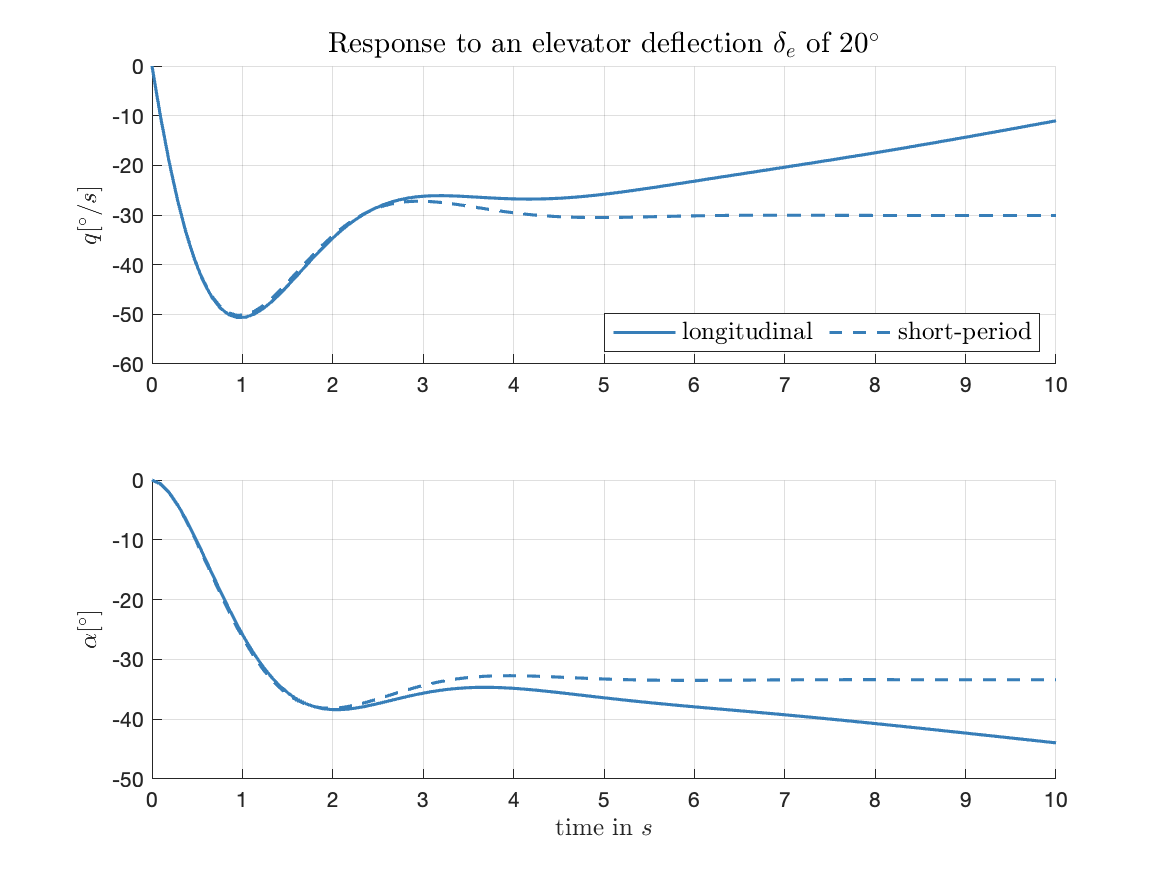 Response to an elevator deflection δₑ of 20°
0
-10
-20
-30
-40
-50
-60
q[°/s]
longitudinal short-period
0 1 2 3 4 5 6 7 8 9 10
0
-10
-20
-30
-40
-50
α[°]
0 1 2 3 4 5 6 7 8 9 10
time in s